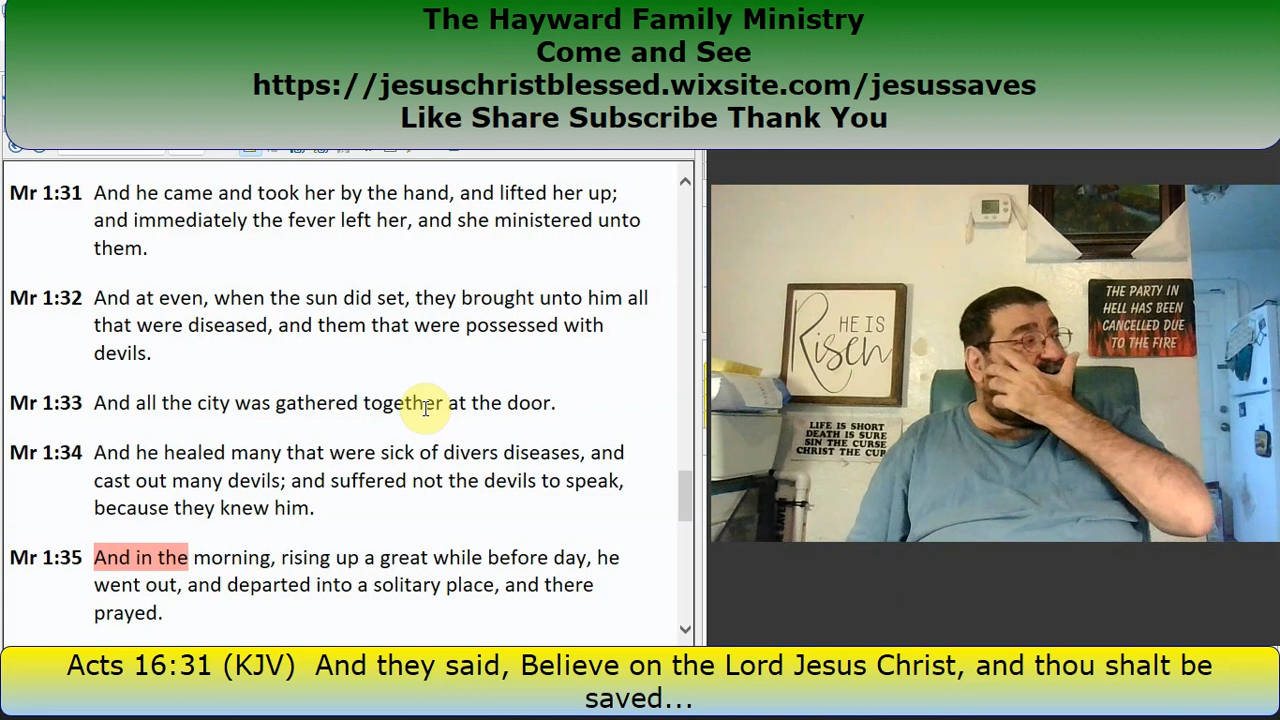 The Hayward Family Ministry
Come and See
https://jesuschristblessed.wixsite.com/jesussaves
Like Share Subscribe Thank You
Mr 1:31 And he came and took her by the hand, and lifted her up;
and immediately the fever left her, and she ministered unto
them.
Mr 1:32 And at even, when the sun did set, they brought unto him all
that were diseased, and them that were possessed with
devils.
Mr 1:33 And all the city was gathered together at the door.
Mr 1:34 And he healed many that were sick of divers diseases, and
cast out many devils; and suffered not the devils to speak,
because they knew him.
Mr 1:35 And in the morning, rising up a great while before day, he
went out, and departed into a solitary place, and there
prayed.
HE IS
Risen
THE PARTY IN
HELL HAS BEEN
CANCELLED DUE
TO THE FIRE
LIFE IS SHORT
DEATH IS SURE
SIN THE CURSE
CHRIST THE CUR
Acts 16:31 (KJV) And they said, Believe on the Lord Jesus Christ, and thou shalt be
saved...